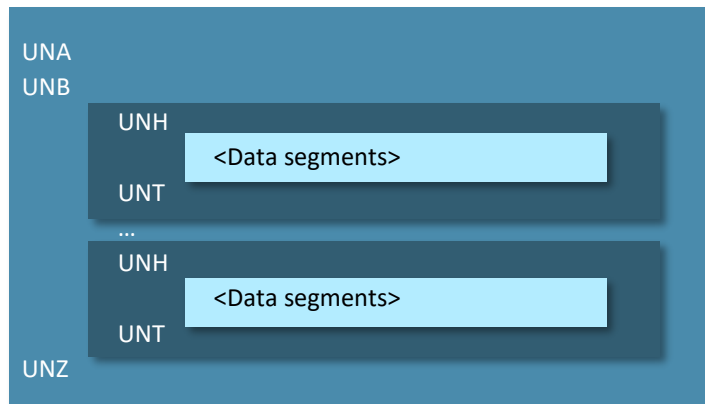 UNA
UNB
UNH
<Data segments>
UNT
...
UNH
<Data segments>
UNT
UNZ